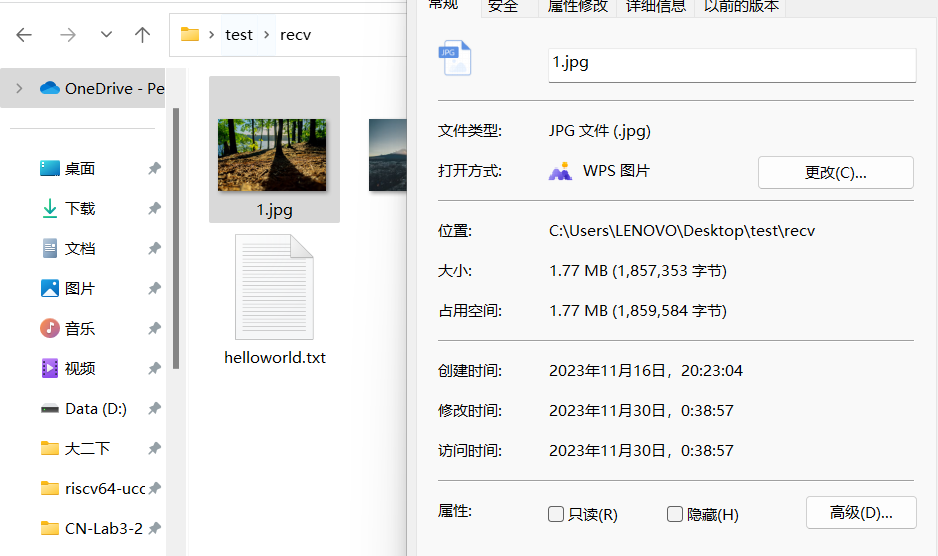 test
recv
OneDrive - Pe
桌面
下载
文档
图片
音乐
视频
Data (D:)
大二下
riscv64-ucc
CN-Lab3-2
1.jpg
helloworld.txt
常规 安全 属性修改 详细信息 以前的版本
JPG
1.jpg
文件类型: JPG 文件 (.jpg)
打开方式: WPS 图片 更改(C)...
位置: C:\Users\LENOVO\Desktop\test\recv
大小: 1.77 MB (1,857,353 字节)
占用空间: 1.77 MB (1,859,584 字节)
创建时间: 2023年11月16日，20:23:04
修改时间: 2023年11月30日，0:38:57
访问时间: 2023年11月30日，0:38:57
属性: 只读(R) 隐藏(H) 高级(D)...